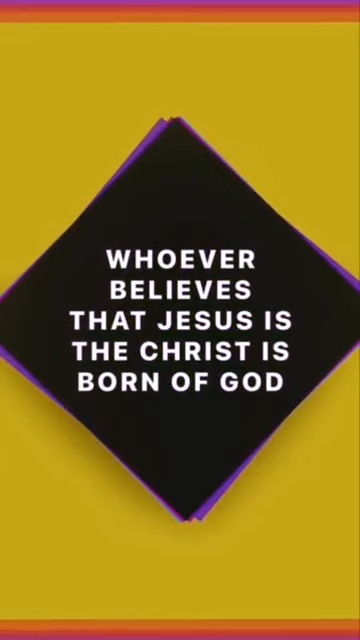 WHOEVER
BELIEVES
THAT JESUS IS
THE CHRIST IS
BORN OF GOD